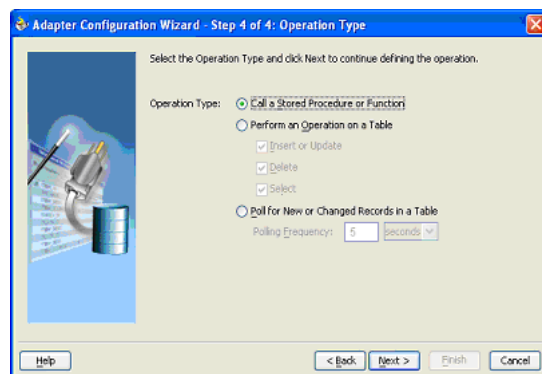 Adapter Configuration Wizard - Step 4 of 4: Operation Type
Select the Operation Type and click Next to continue defining the operation.
Operation Type: Call a Stored Procedure or Function
Perform an Operation on a Table
Insert or Update
Delete
Select
Poll for New or Changed Records in a Table
Polling Frequency: 5 seconds
Help < Back Next > Finish Cancel